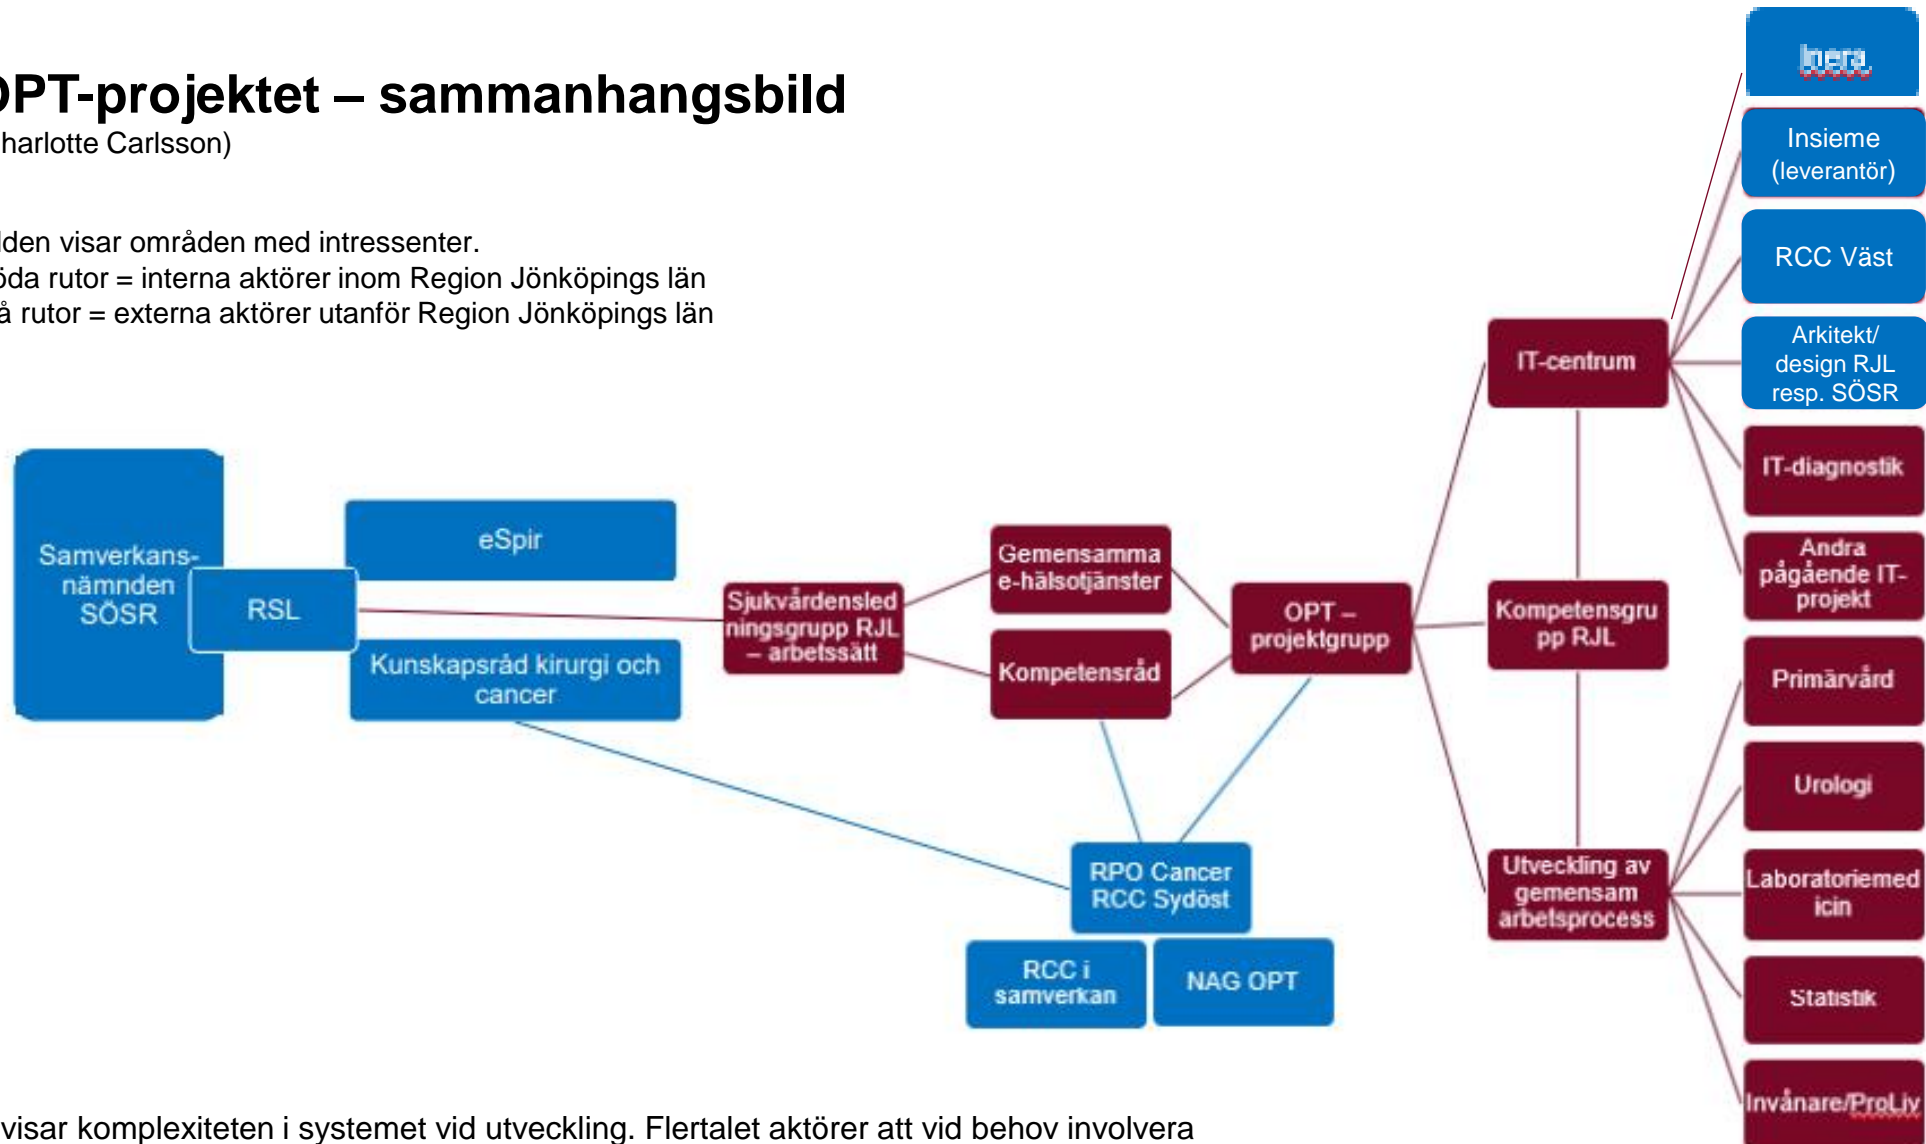 OPT-projektet – sammanhangsbild
harlotte Carlsson)
lden visar områden med intressenter.
öda rutor = interna aktörer inom Region Jönköpings län
å rutor = externa aktörer utanför Region Jönköpings län
Samverkans-
nämnden
SÖSR
RSL
eSpir
Kunskapsråd kirurgi och
cancer
Sjukvårdensled
ningsgrupp RJL
– arbetssätt
Gemensamma
e-hälsotjänster
Kompetensråd
OPT –
projektgrupp
RPO Cancer
RCC Sydöst
RCC i
samverkan
NAG OPT
IT-centrum
Kompetensgru
pp RJL
Utveckling av
gemensam
arbetsprocess
Inera,
Insieme
(leverantör)
RCC Väst
Arkitekt/
design RJL
resp. SÖSR
IT-diagnostik
Andra
pågående IT-
projekt
Primärvård
Urologi
Laboratoriemed
icin
Statistik
Invånare/ProLiv
visar komplexiteten i systemet vid utveckling. Flertalet aktörer att vid behov involvera